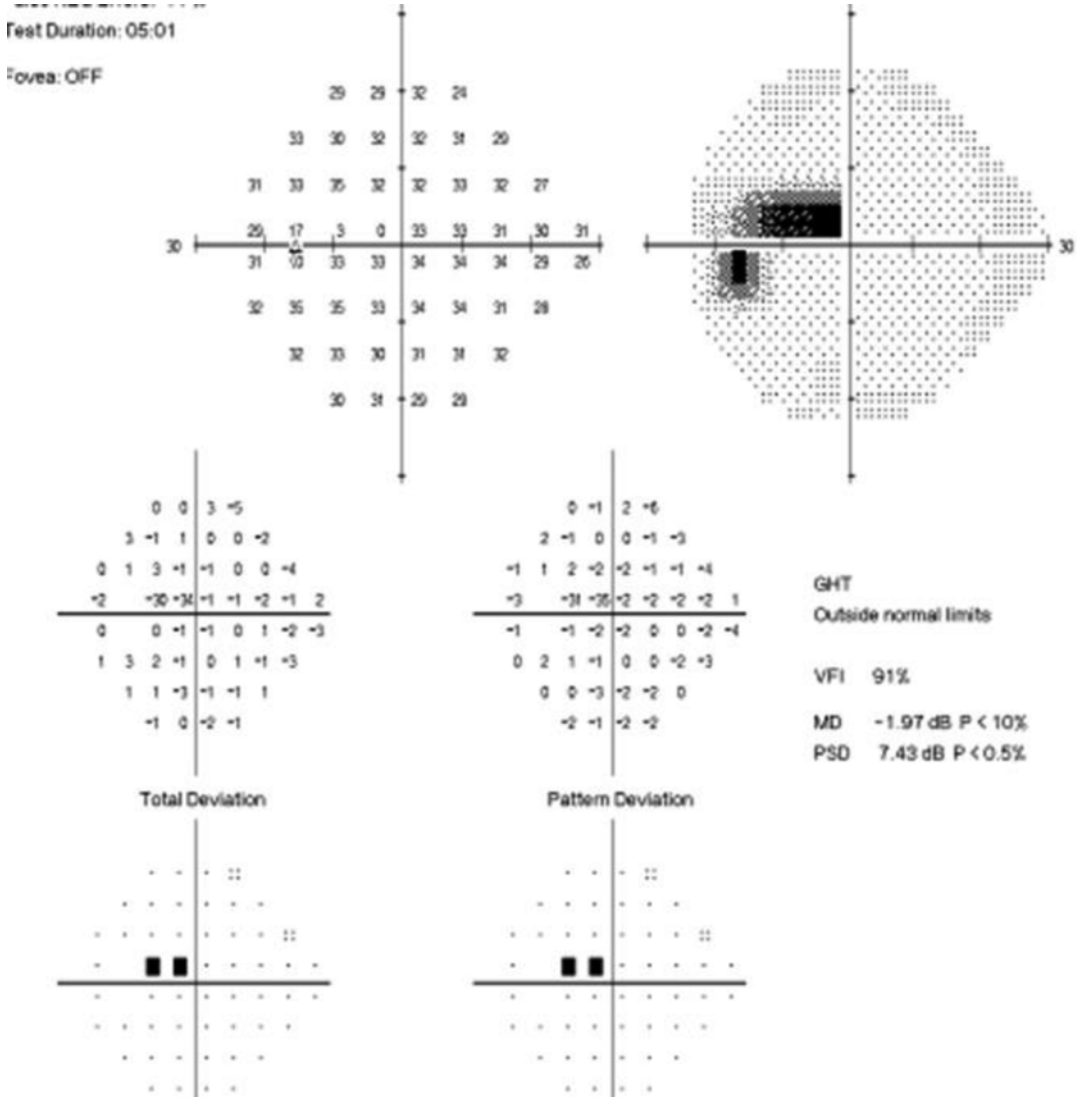 Test Duration: 05:01
Fovea: OFF
29 29 32 24
33 30 32 32 31 29
31 33 35 32 32 33 32 27
29 17 3 0 33 33 31 30 31
30 30
31 33 33 34 34 34 29 26
32 35 35 33 34 34 31 28
32 33 30 31 31 32
30 31 29 28
0 0 3 -5
3 -1 1 0 0 -2
0 1 3 -1 -1 0 0 -4
-2 -30 -34 -1 -1 -2 -1 2
0 0 -1 -1 0 1 -2 -3
1 3 2 -1 0 1 -1 -3
1 1 -3 -1 -1 1
-1 0 -2 -1
Total Deviation
0 -1 2 -6
2 -1 0 0 -1 -3
-1 1 2 -2 -2 -1 -1 -4
-3 -31 -35 -2 -2 -2 -2 1
-1 -1 -2 -2 0 0 -2 -4
0 2 1 -1 0 0 -2 -3
0 0 -3 -2 -2 0
-2 -1 -2 -2
Pattern Deviation
GHT
Outside normal limits
VFI 91%
MD -1.97 dB P < 10%
PSD 7.43 dB P < 0.5%